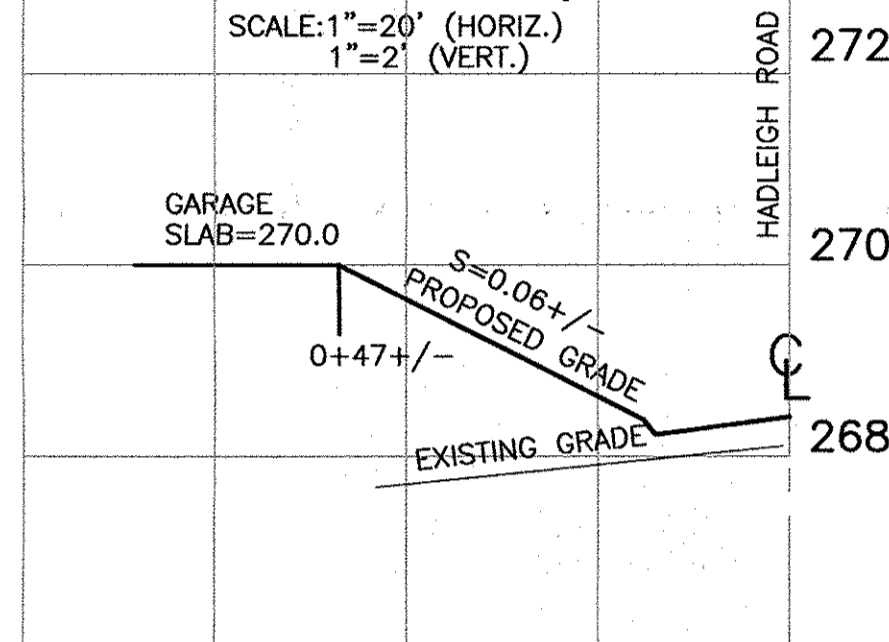 SCALE:1"=20' (HORIZ.)
1"=2' (VERT.)
HADLEIGH ROAD
272
GARAGE
SLAB=270.0
270
S=0.06+/-
PROPOSED GRADE
0+47+/-
CL
268
EXISTING GRADE